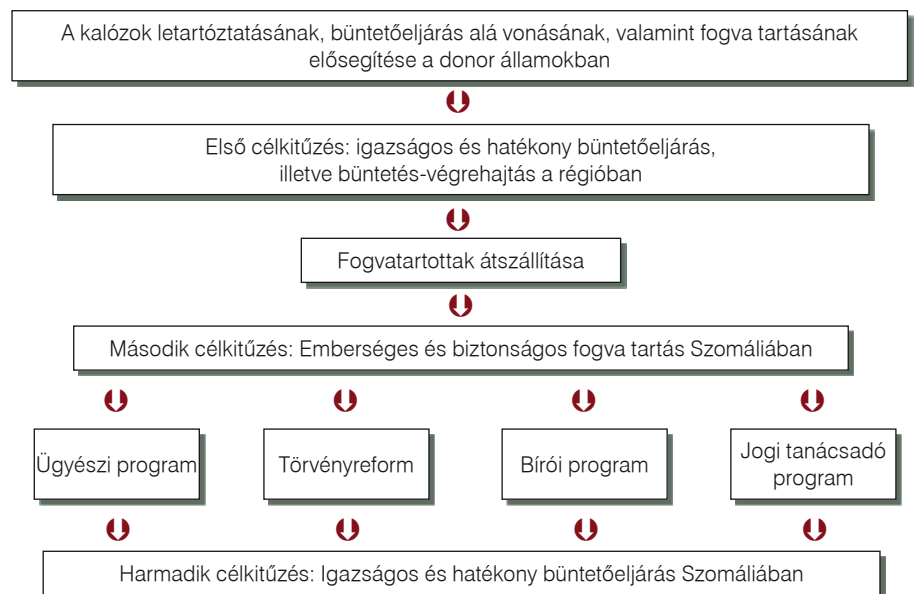 A kalózok letartóztatásának, büntetőeljárás alá vonásának, valamint fogva tartásának
elősegítése a donor államokban
Első célkitűzés: igazságos és hatékony büntetőeljárás,
illetve büntetés-végrehajtás a régióban
Fogvatartottak átszállítása
Második célkitűzés: Emberséges és biztonságos fogva tartás Szomáliában
Ügyészi program
Törvényreform
Bírói program
Jogi tanácsadó
program
Harmadik célkitűzés: Igazságos és hatékony büntetőeljárás Szomáliában